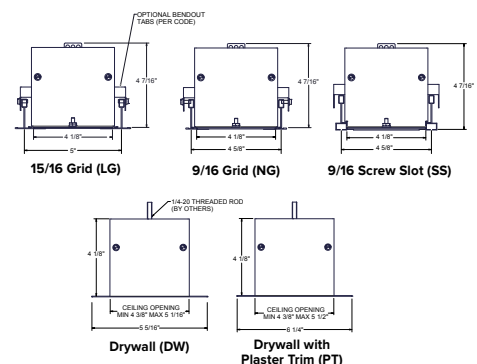 OPTIONAL BENDOUT
TABS (PER CODE)
4 7/16"
4 1/8"
5"
15/16 Grid (LG)
4 7/16"
4 1/8"
4 5/8"
9/16 Grid (NG)
4 7/16"
4 1/8"
4 5/8"
9/16 Screw Slot (SS)
1/4-20 THREADED ROD
(BY OTHERS)
4 1/8"
CEILING OPENING
MIN 4 3/8" MAX 5 1/16"
5 5/16"
Drywall (DW)
4 1/8"
CEILING OPENING
MIN 4 3/8" MAX 5 1/2"
6 1/4"
Drywall with
Plaster Trim (PT)